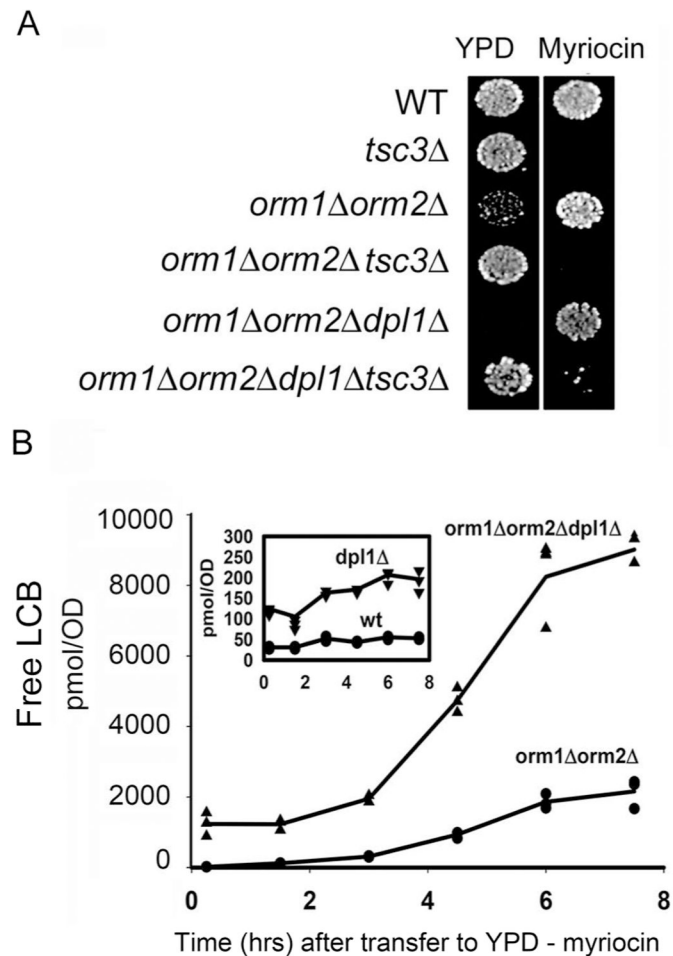 A
YPD Myriocin
WT
tsc3Δ
orm1Δorm2Δ
orm1Δorm2Δ tsc3Δ
orm1Δorm2Δdpl1Δ
orm1Δorm2Δdpl1Δtsc3Δ
B
Free LCB
pmol/OD
10000
8000
6000
4000
2000
0
0 2 4 6 8
Time (hrs) after transfer to YPD - myriocin
orm1Δorm2Δdpl1Δ
orm1Δorm2Δ
pmol/OD
300
250
200
150
100
50
0
0 2 4 6 8
dpl1Δ
wt